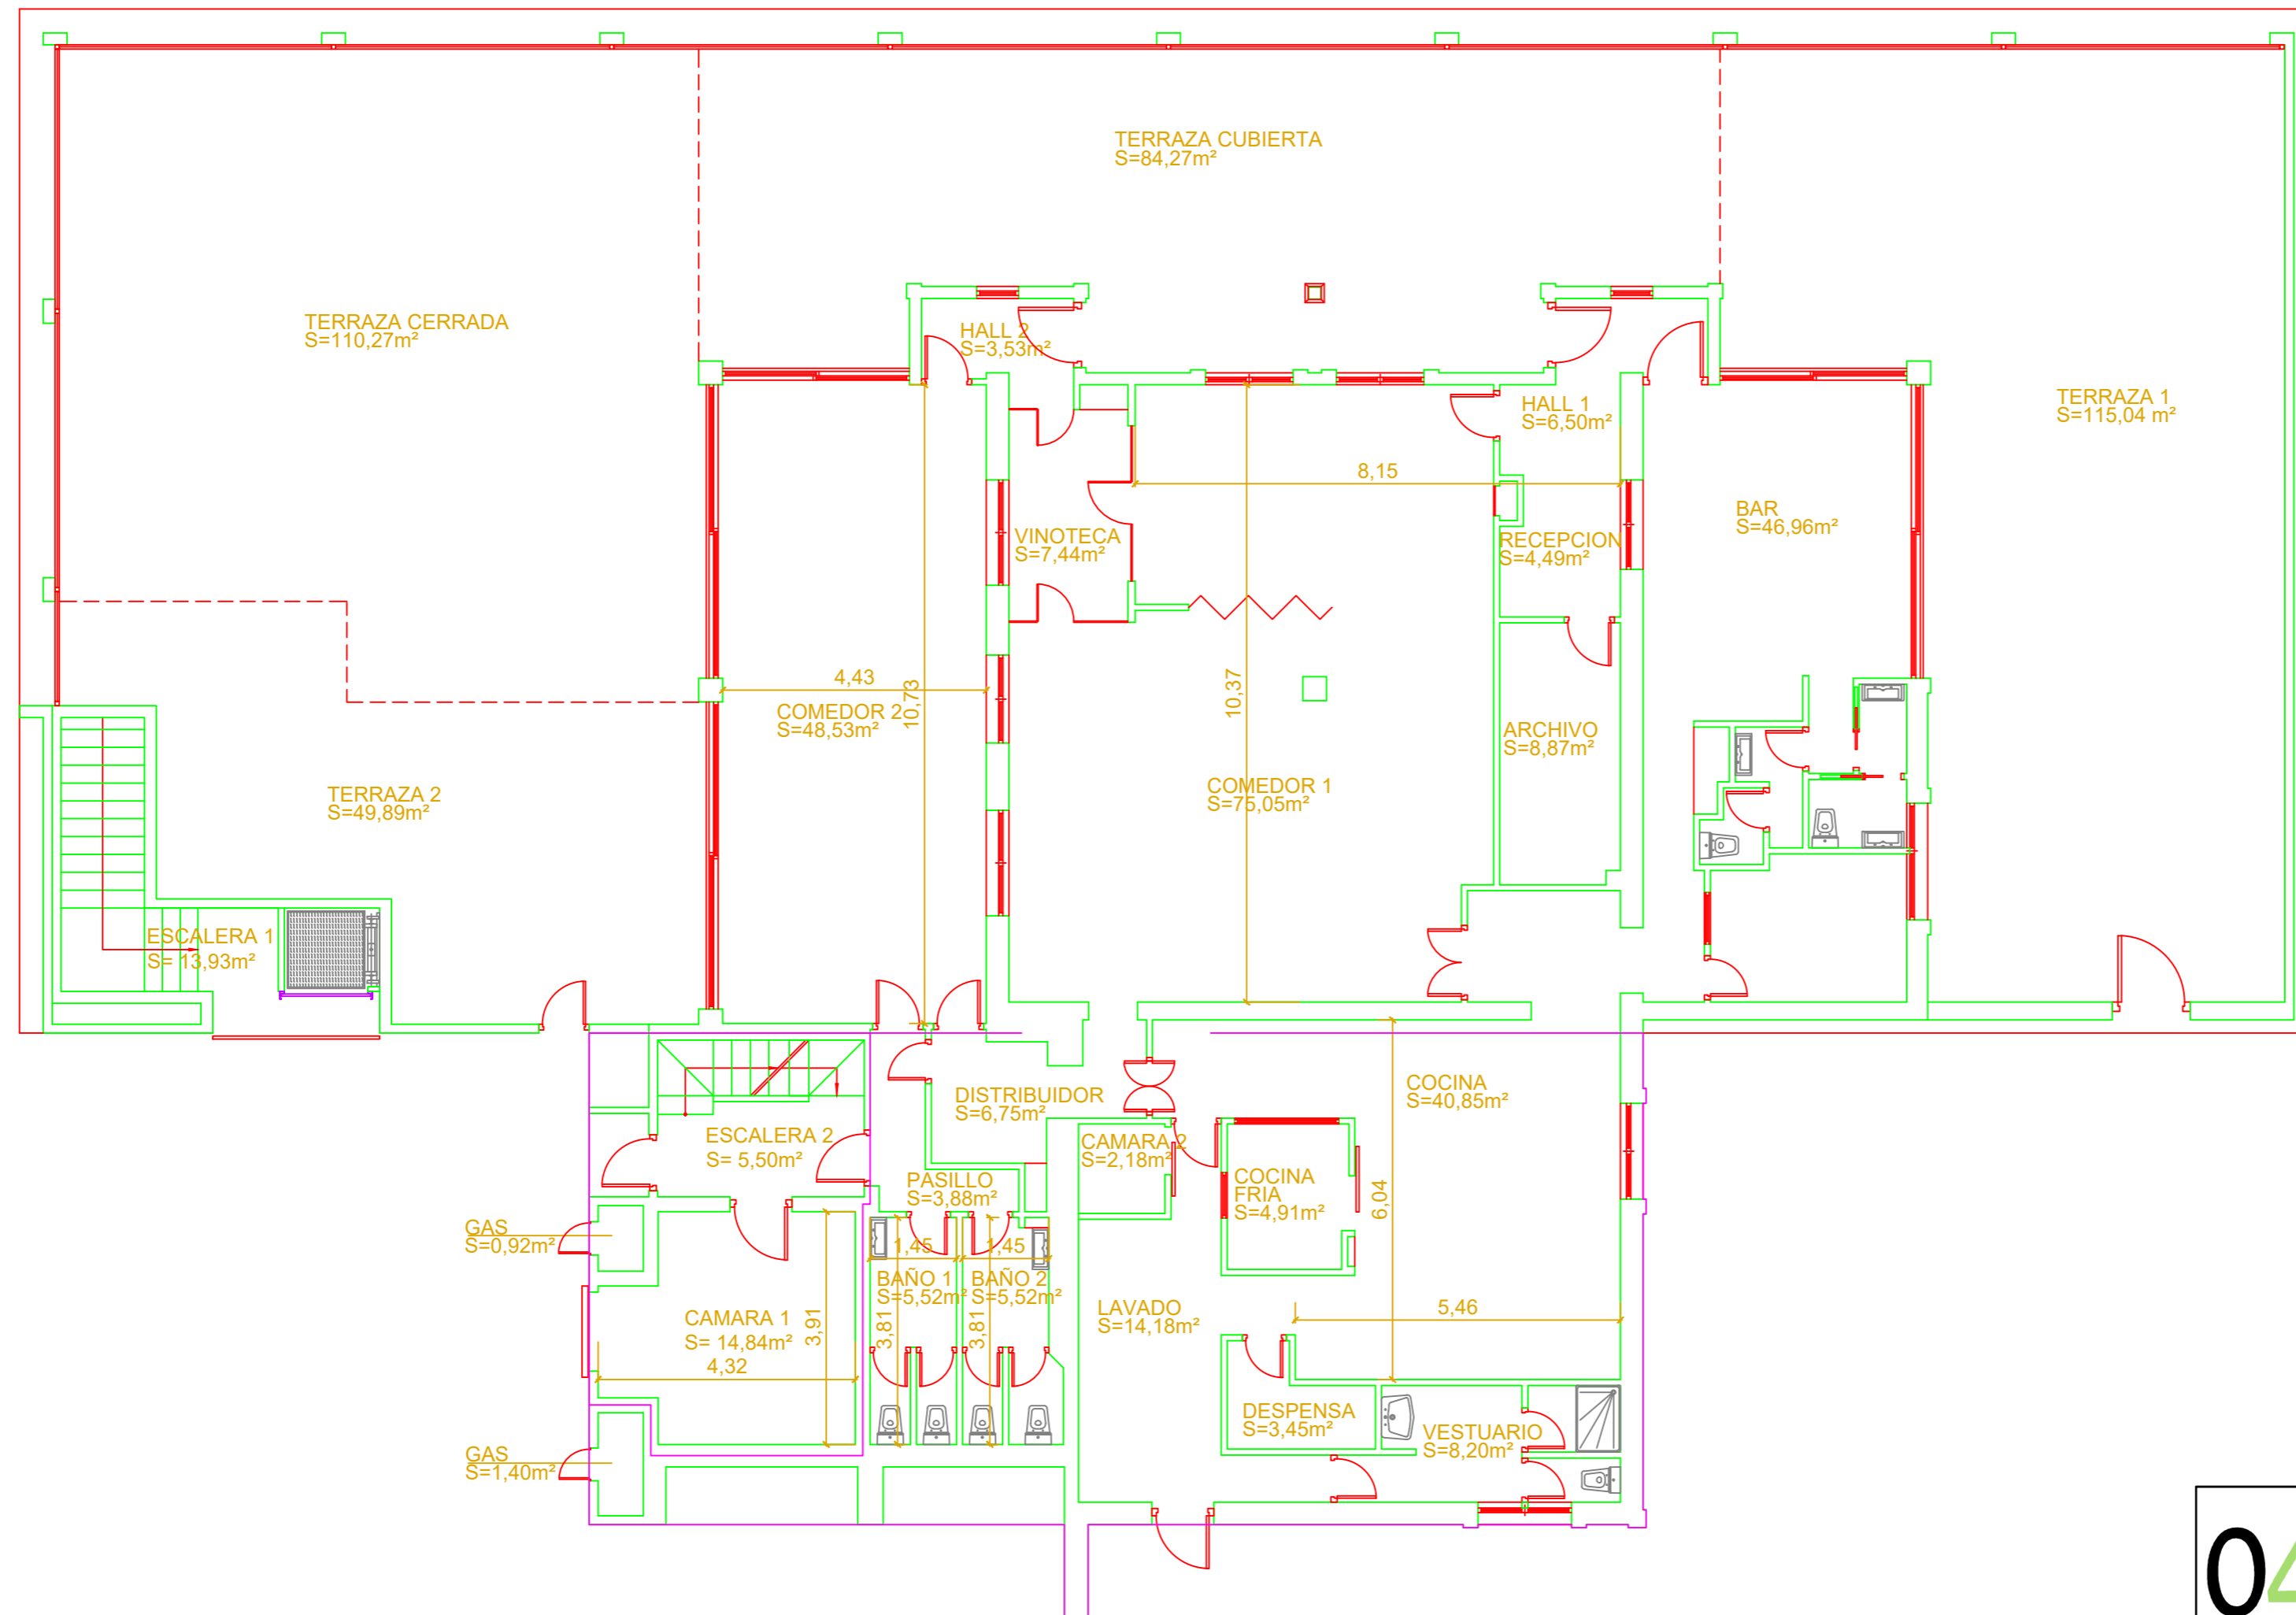 TERRAZA CUBIERTA
S=84,27m²
TERRAZA CERRADA
S=110,27m²
HALL 2
S=3,53m²
HALL 1
S=6,50m²
TERRAZA 1
S=115,04 m²
8,15
VINOTECA
S=7,44m²
RECEPCION
S=4,49m²
BAR
S=46,96m²
4,43
10,73
10,37
COMEDOR 2
S=48,53m²
ARCHIVO
S=8,87m²
TERRAZA 2
S=49,89m²
COMEDOR 1
S=75,05m²
ESCALERA 1
S= 13,93m²
DISTRIBUIDOR
S=6,75m²
COCINA
S=40,85m²
ESCALERA 2
S= 5,50m²
CAMARA 2
S=2,18m²
PASILLO
S=3,88m²
COCINA
FRIA
S=4,91m²
6,04
GAS
S=0,92m²
1,45
1,45
BAÑO 1
S=5,52m²
BAÑO 2
S=5,52m²
CAMARA 1
S= 14,84m²
4,32
3,91
3,81
3,81
LAVADO
S=14,18m²
5,46
DESPENSA
S=3,45m²
VESTUARIO
S=8,20m²
GAS
S=1,40m²
04